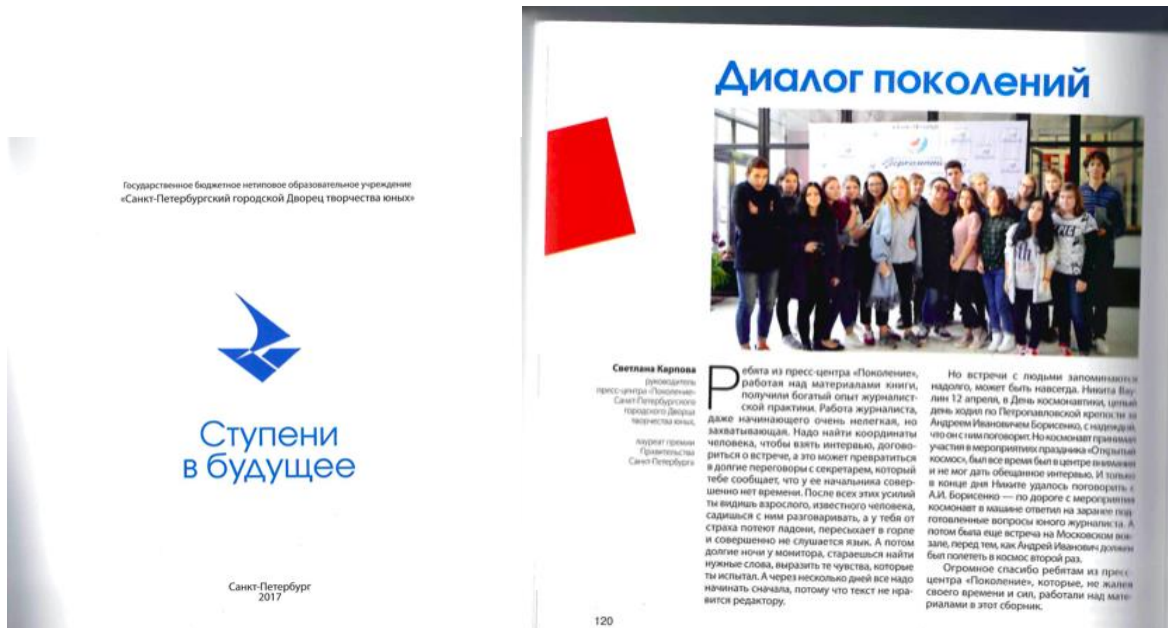 Государственное бюджетное нетиповое образовательное учреждение
«Санкт-Петербургский городской Дворец творчества юных»
Ступени
в будущее
Санкт-Петербург
2017
Диалог поколений
Светлана Карпова
руководитель
пресс-центра «Поколение»
Санкт-Петербургского
городского Дворца
творчества юных,
лауреат премии
Правительства
Санкт-Петербурга
Ребята из пресс-центра «Поколение»,
работая над материалами книги,
получили богатый опыт журналист-
ской практики. Работа журналиста,
даже начинающего очень нелегкая, но
захватывающая. Надо найти координаты
человека, чтобы взять интервью, догово-
риться о встрече, а это может превратиться
в долгие переговоры с секретарем, который
тебе сообщает, что у ее начальника совер-
шенно нет времени. После всех этих усилий
ты видишь взрослого, известного человека,
садишься с ним разговаривать, а у тебя от
страха потеют ладони, пересыхает в горле
и совершенно не слушается язык. А потом
долгие ночи у монитора, стараешься найти
нужные слова, выразить те чувства, которые
ты испытал. А через несколько дней все надо
начинать сначала, потому что текст не нра-
вится редактору.
Но встречи с людьми запоминаются
надолго, может быть навсегда. Никита Вау-
лин 12 апреля, в День космонавтики, целый
день ходил по Петропавловской крепости за
Андреем Ивановичем Борисенко, с надеждой,
что он с ним поговорит. Но космонавт принимал
участия в мероприятиях праздника «Открытый
космос», был все время был в центре внимания
и не мог дать обещанное интервью. И только
в конце дня Никите удалось поговорить с
А.И. Борисенко — по дороге с мероприятия
космонавт в машине ответил на заранее под-
готовленные вопросы юного журналиста. А
потом была еще встреча на Московском вок-
зале, перед тем, как Андрей Иванович должен
был полететь в космос второй раз.
Огромное спасибо ребятам из пресс-
центра «Поколение», которые, не жалея
своего времени и сил, работали над мате-
риалами в этот сборник.
120